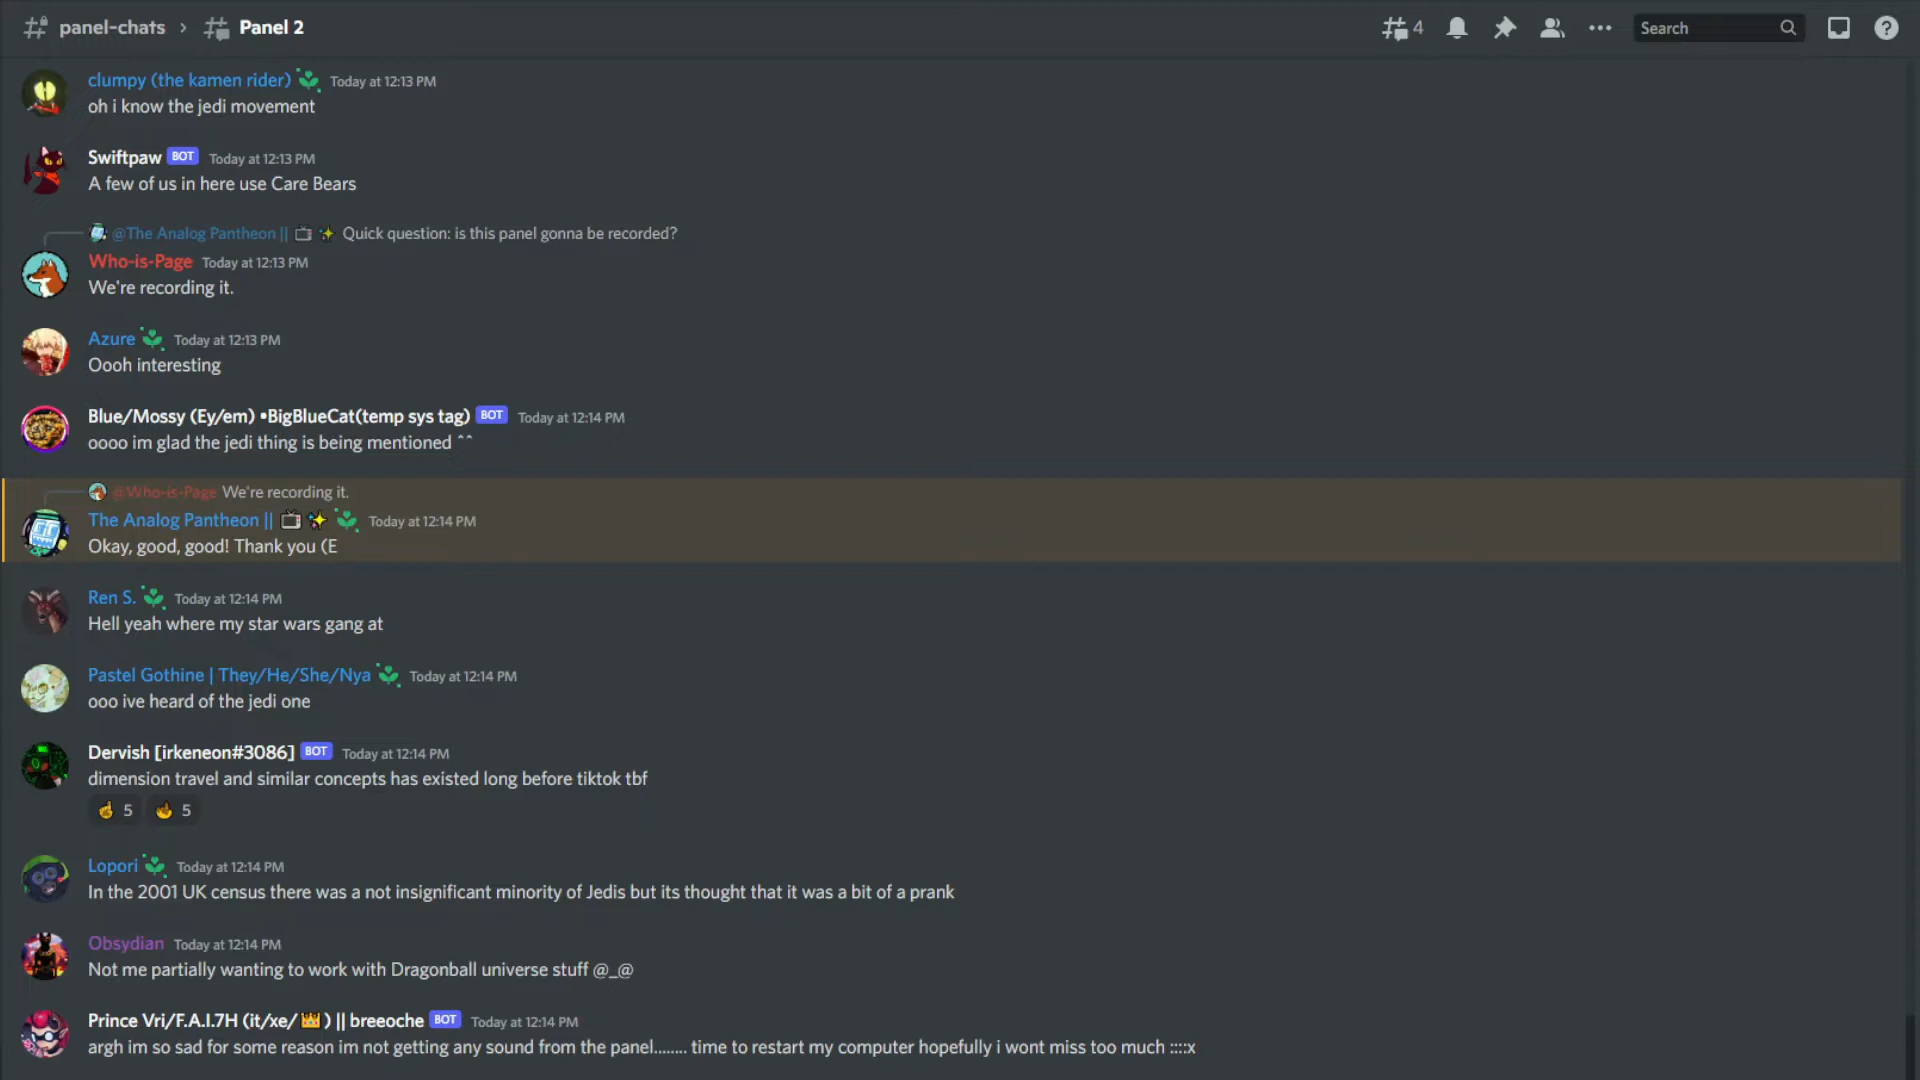 panel-chats › Panel 2
4
Search
clumpy (the kamen rider) Today at 12:13 PM
oh i know the jedi movement
Swiftpaw BOT Today at 12:13 PM
A few of us in here use Care Bears
@The Analog Pantheon || 📺 ✨ Quick question: is this panel gonna be recorded?
Who-is-Page Today at 12:13 PM
We're recording it.
Azure Today at 12:13 PM
Oooh interesting
Blue/Mossy (Ey/em) •BigBlueCat(temp sys tag) BOT Today at 12:14 PM
oooo im glad the jedi thing is being mentioned ^^
@Who-is-Page We're recording it.
The Analog Pantheon || 📺 ✨ Today at 12:14 PM
Okay, good, good! Thank you (E
Ren S. Today at 12:14 PM
Hell yeah where my star wars gang at
Pastel Gothine | They/He/She/Nya Today at 12:14 PM
ooo ive heard of the jedi one
Dervish [irkeneon#3086] BOT Today at 12:14 PM
dimension travel and similar concepts has existed long before tiktok tbf
5 5
Lopori Today at 12:14 PM
In the 2001 UK census there was a not insignificant minority of Jedis but its thought that it was a bit of a prank
Obsydian Today at 12:14 PM
Not me partially wanting to work with Dragonball universe stuff @_@
Prince Vri/F.A.I.7H (it/xe/👑) || breeoche BOT Today at 12:14 PM
argh im so sad for some reason im not getting any sound from the panel........ time to restart my computer hopefully i wont miss too much ::::x